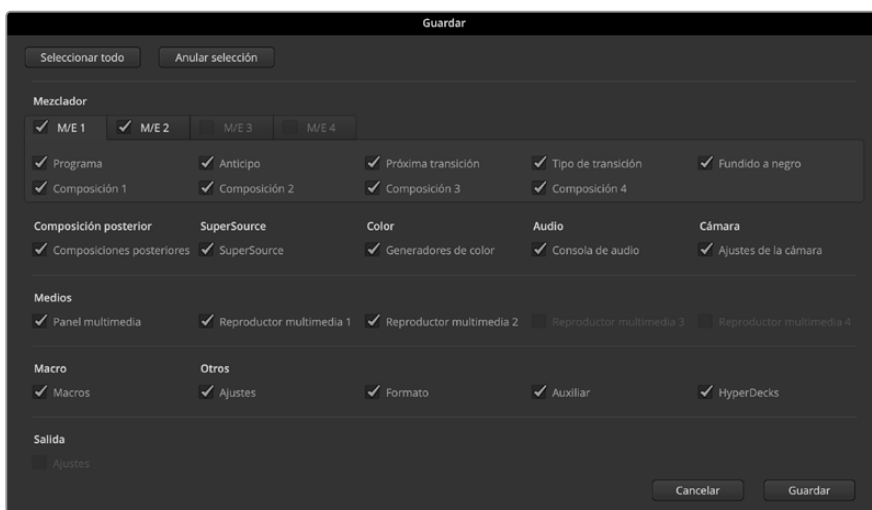 Guardar
Seleccionar todo Anular selección
Mezclador
M/E 1 M/E 2 M/E 3 M/E 4
Programa Anticipo Próxima transición Tipo de transición Fundido a negro
Composición 1 Composición 2 Composición 3 Composición 4
Composición posterior SuperSource Color Audio Cámara
Composiciones posteriores SuperSource Generadores de color Consola de audio Ajustes de la cámara
Medios
Panel multimedia Reproductor multimedia 1 Reproductor multimedia 2 Reproductor multimedia 3 Reproductor multimedia 4
Macro Otros
Macros Ajustes Formato Auxiliar HyperDecks
Salida
Ajustes
Cancelar Guardar